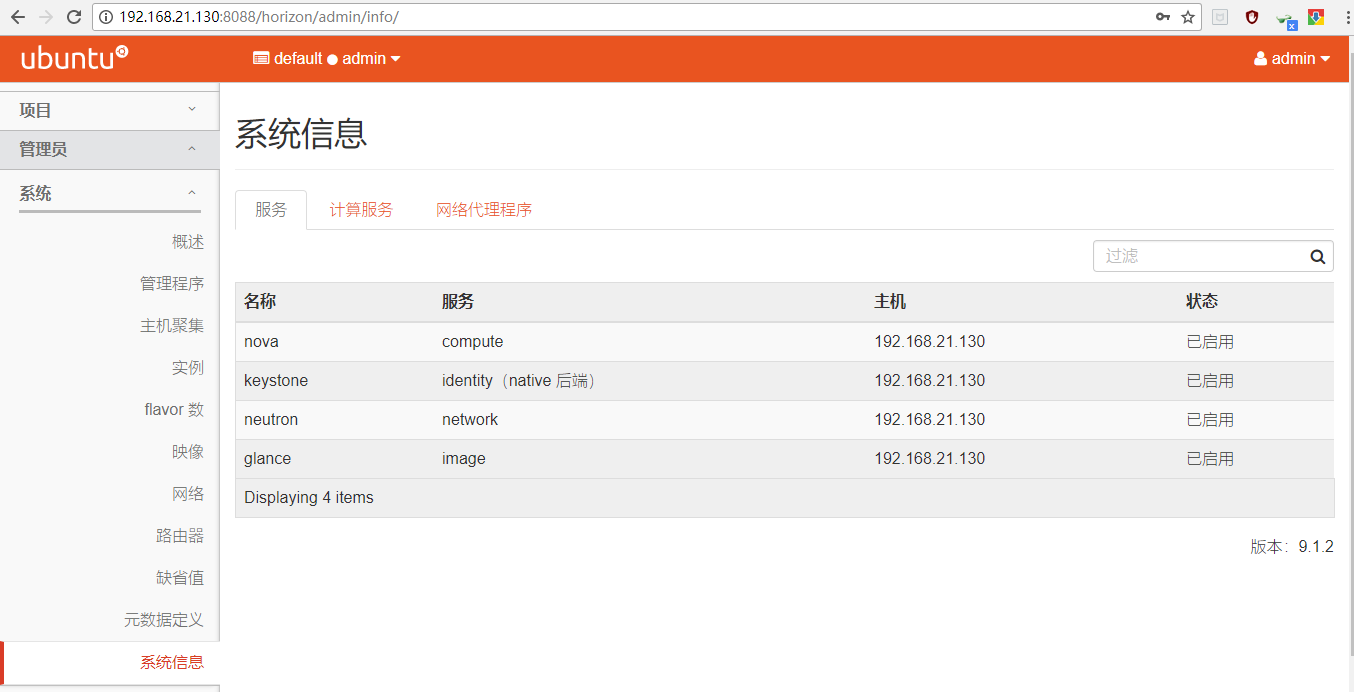 192.168.21.130:8088/horizon/admin/info/
ubuntu default ● admin admin
项目
管理员
系统
概述
管理程序
主机聚集
实例
flavor 数
映像
网络
路由器
缺省值
元数据定义
系统信息
系统信息
服务 计算服务 网络代理程序
过滤
名称 服务 主机 状态
nova compute 192.168.21.130 已启用
keystone identity（native 后端） 192.168.21.130 已启用
neutron network 192.168.21.130 已启用
glance image 192.168.21.130 已启用
Displaying 4 items
版本：9.1.2